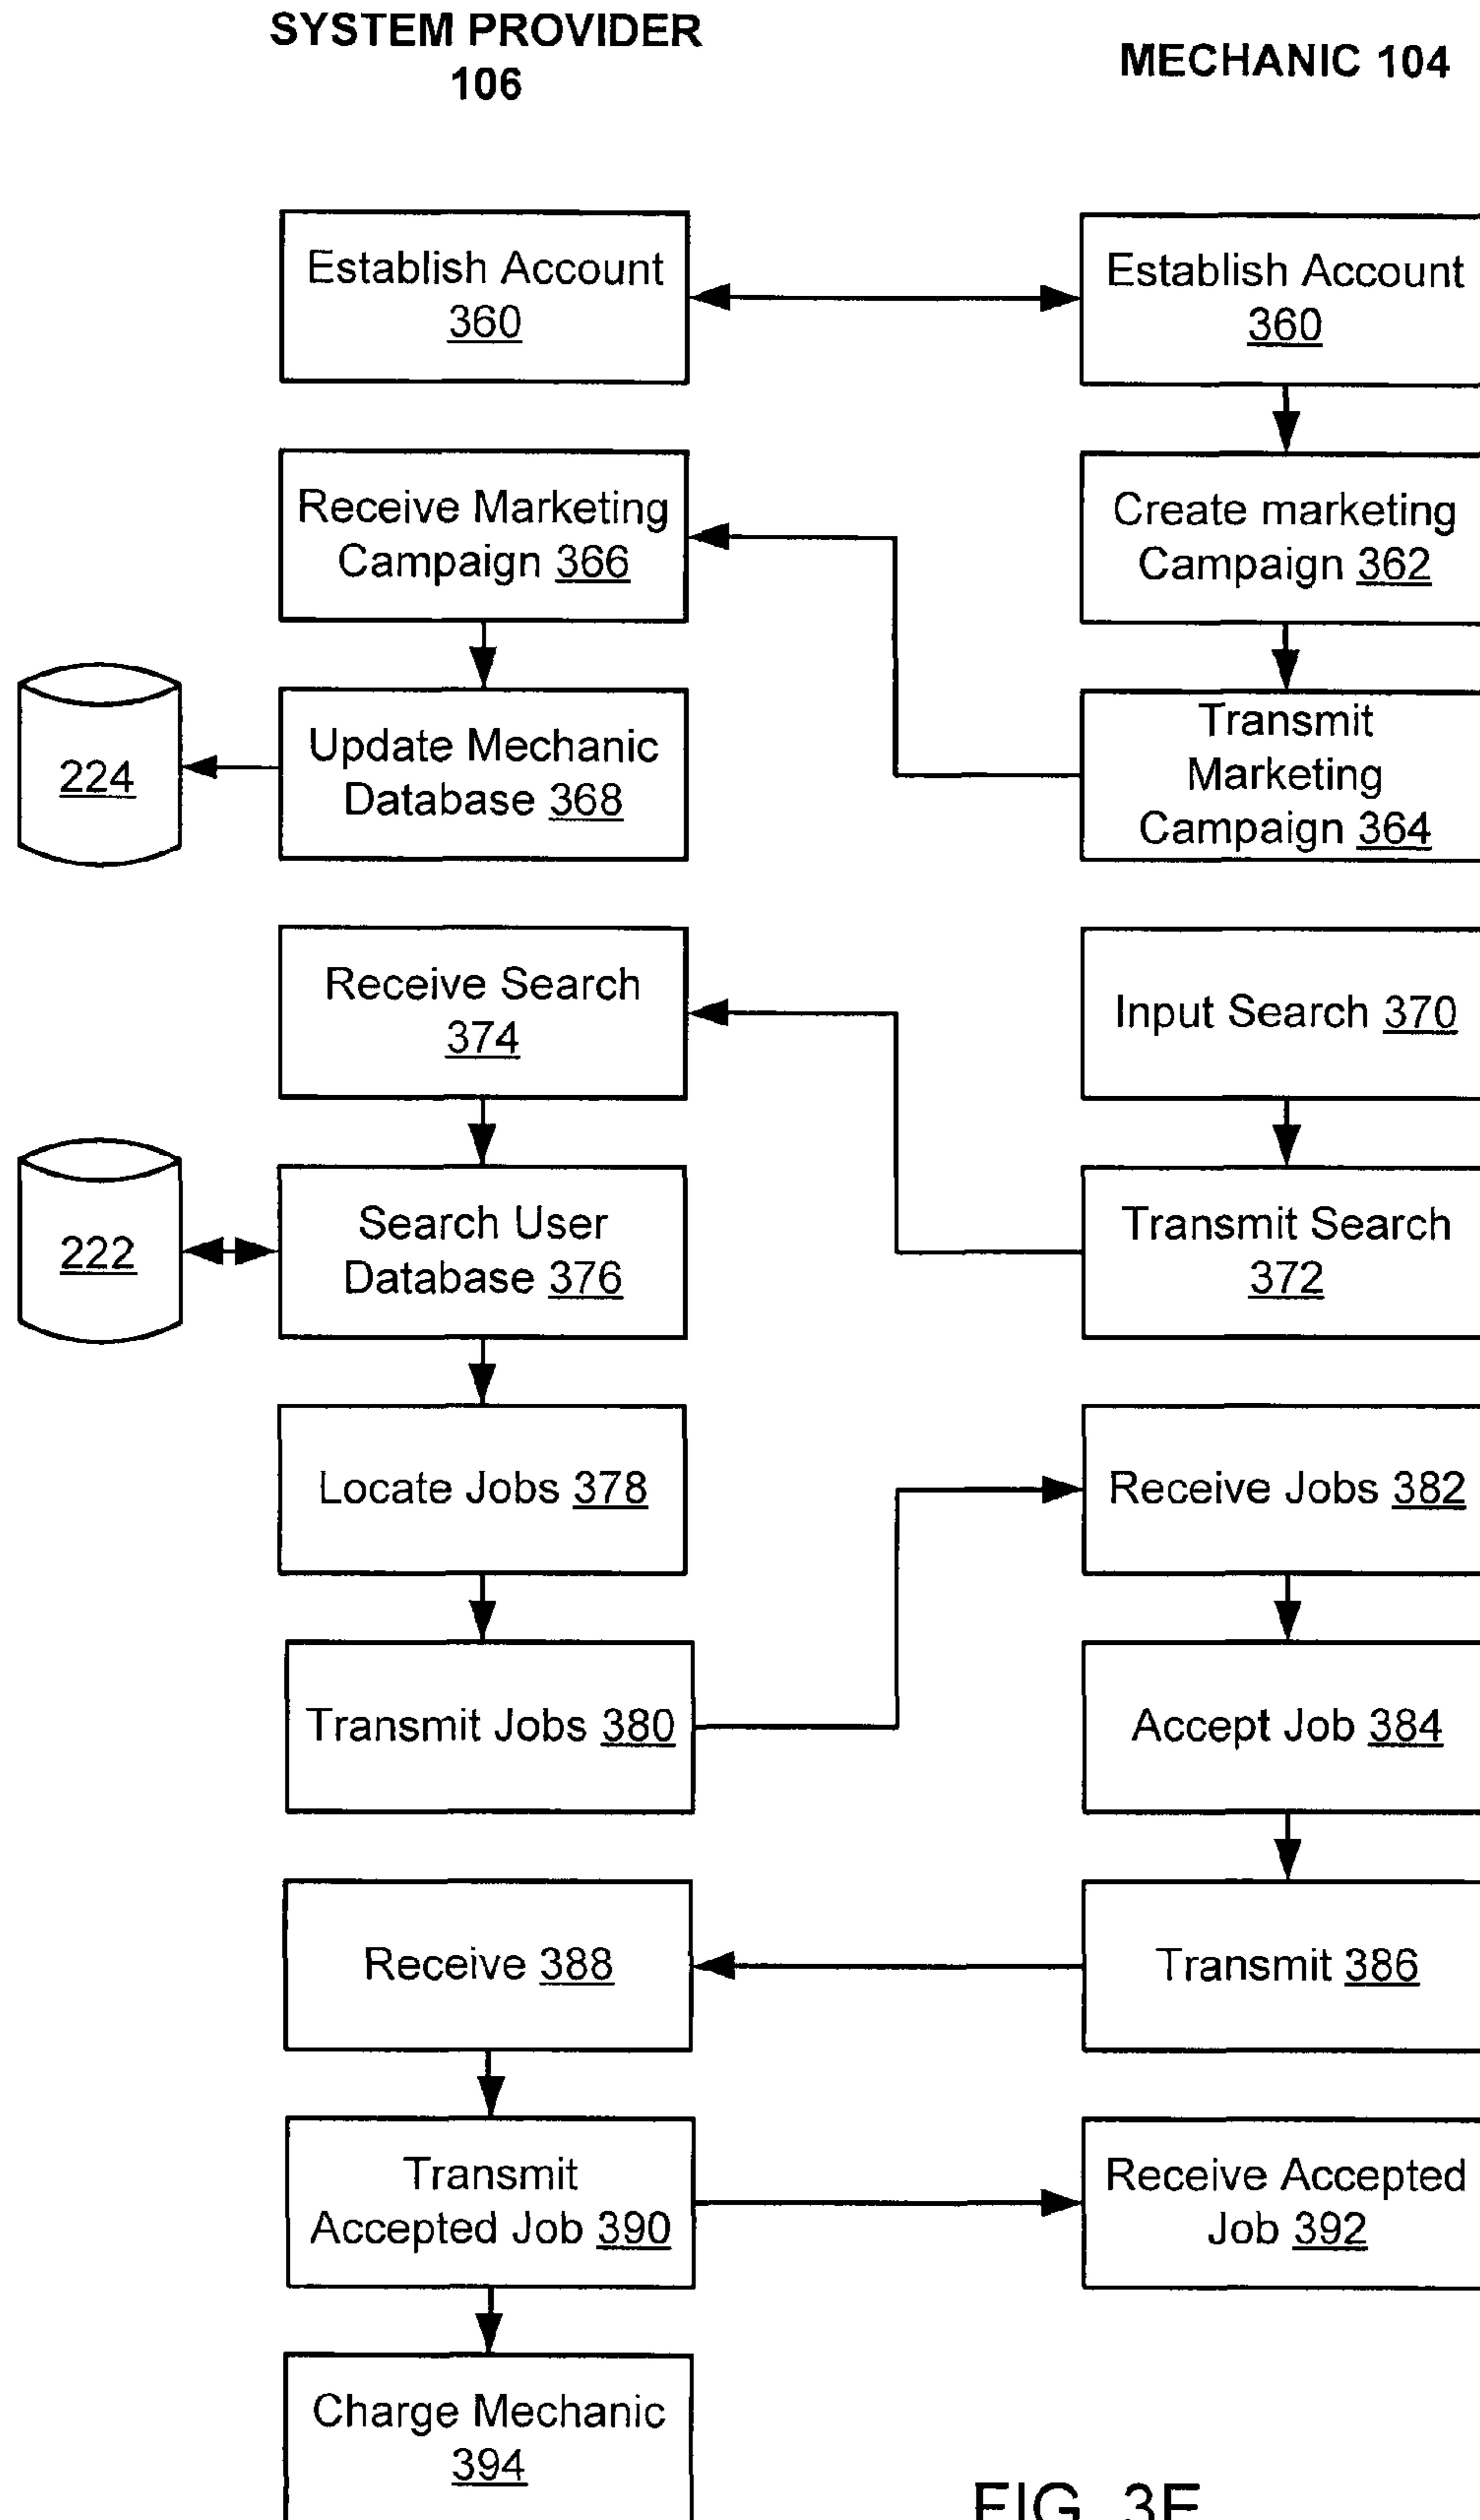 SYSTEM PROVIDER
106
MECHANIC 104
Establish Account
360
Establish Account
360
Receive Marketing
Campaign 366
Create marketing
Campaign 362
224
Update Mechanic
Database 368
Transmit
Marketing
Campaign 364
Receive Search
374
Input Search 370
222
Search User
Database 376
Transmit Search
372
Locate Jobs 378
Receive Jobs 382
Transmit Jobs 380
Accept Job 384
Receive 388
Transmit 386
Transmit
Accepted Job 390
Receive Accepted
Job 392
Charge Mechanic
394